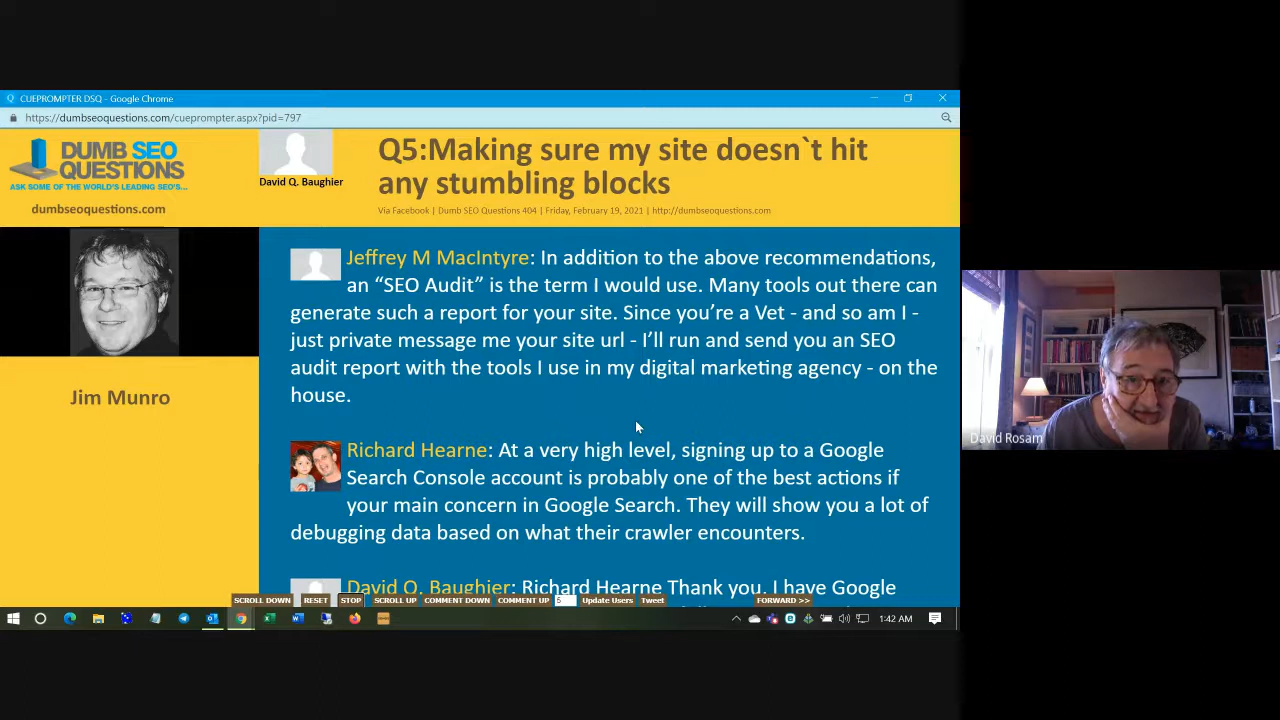 CUEPROMPTER DSQ - Google Chrome
https://dumbseoquestions.com/cueprompter.aspx?pid=797
DUMB SEO
QUESTIONS
ASK SOME OF THE WORLD'S LEADING SEO'S...
dumbseoquestions.com
David Q. Baughier
Q5:Making sure my site doesn`t hit
any stumbling blocks
Via Facebook | Dumb SEO Questions 404 | Friday, February 19, 2021 | http://dumbseoquestions.com
Jim Munro
Jeffrey M MacIntyre: In addition to the above recommendations,
an “SEO Audit” is the term I would use. Many tools out there can
generate such a report for your site. Since you’re a Vet - and so am I -
just private message me your site url - I’ll run and send you an SEO
audit report with the tools I use in my digital marketing agency - on the
house.
Richard Hearne: At a very high level, signing up to a Google
Search Console account is probably one of the best actions if
your main concern in Google Search. They will show you a lot of
debugging data based on what their crawler encounters.
David Q. Baughier: Richard Hearne Thank you, I have Google
SCROLL DOWN RESET STOP SCROLL UP COMMENT DOWN COMMENT UP 5 Update Users Tweet FORWARD >>
1:42 AM
David Rosam